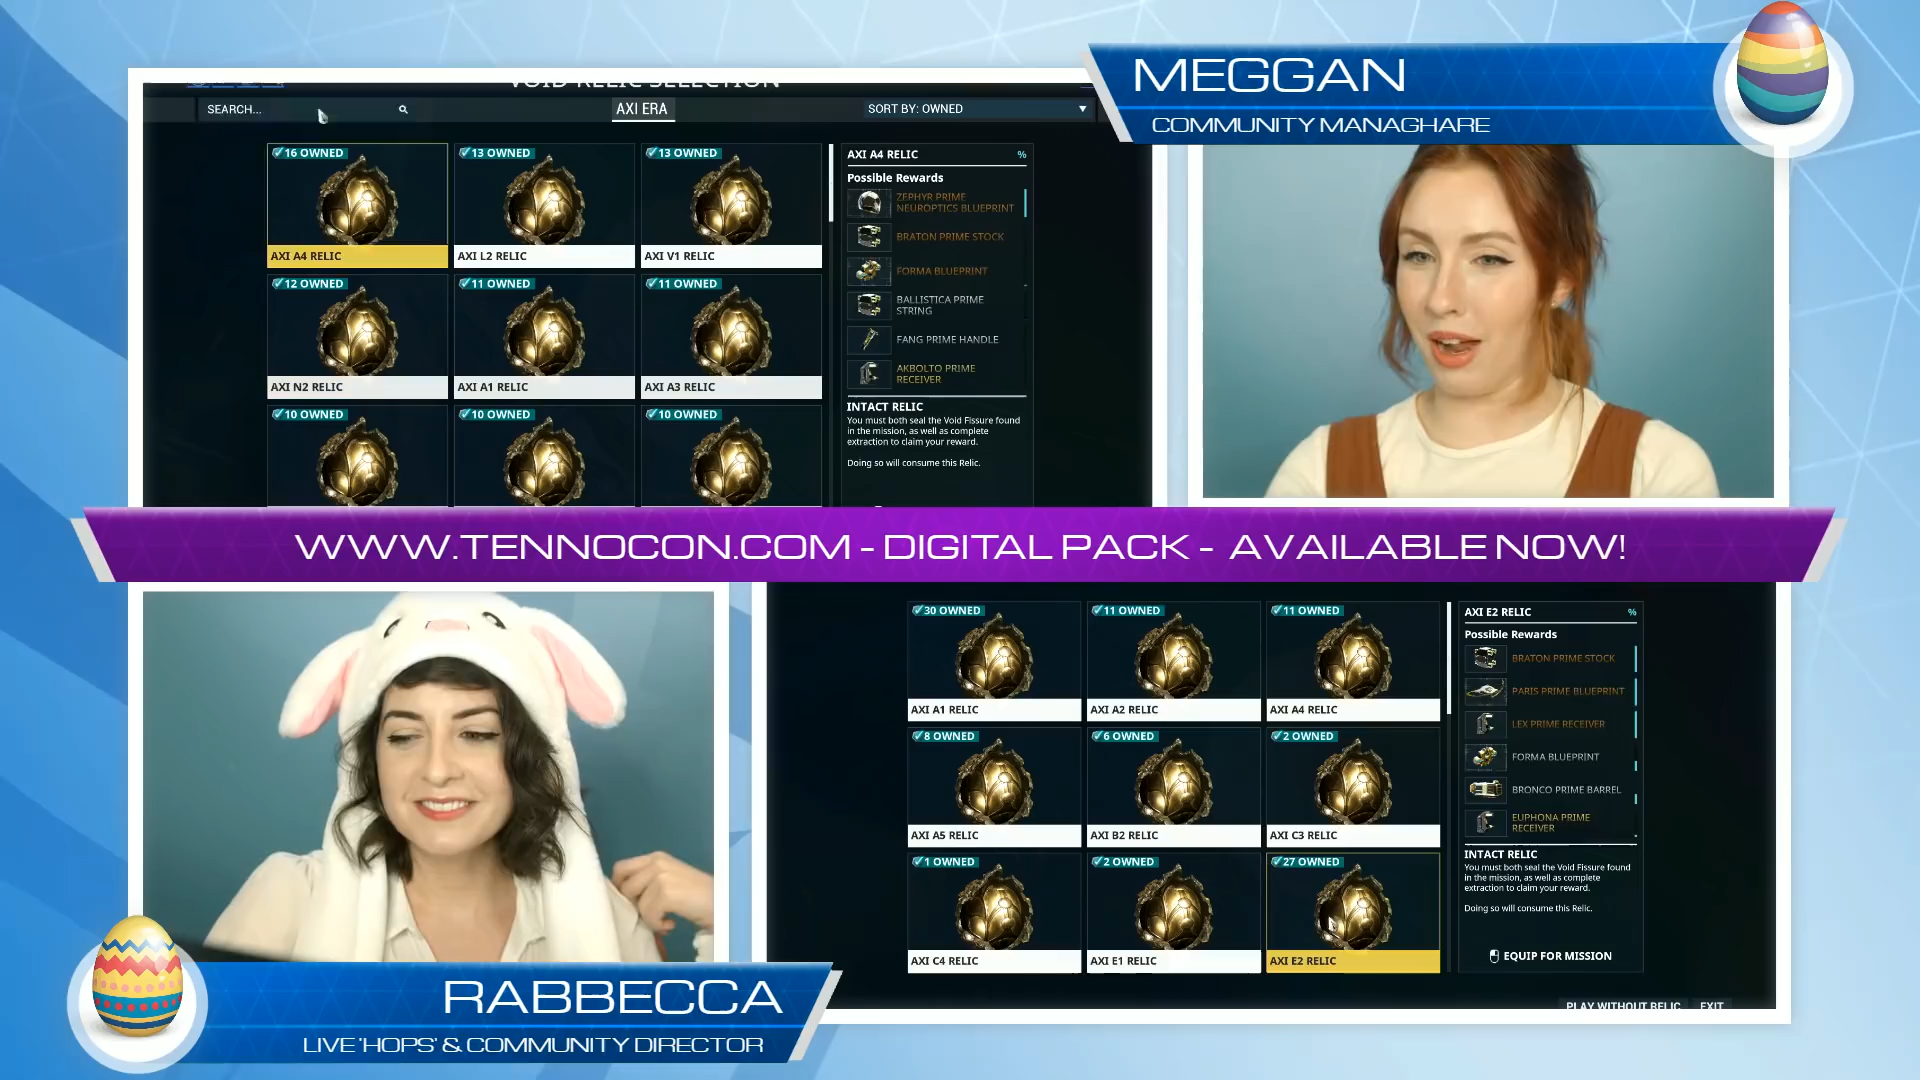 VOID RELIC SELECTION
SEARCH...
AXI ERA
SORT BY: OWNED
MEGGAN
COMMUNITY MANAGHARE
16 OWNED
13 OWNED
13 OWNED
AXI A4 RELIC
AXI L2 RELIC
AXI V1 RELIC
12 OWNED
11 OWNED
11 OWNED
AXI N2 RELIC
AXI A1 RELIC
AXI A3 RELIC
10 OWNED
10 OWNED
10 OWNED
AXI A4 RELIC
%
Possible Rewards
ZEPHYR PRIME
NEUROPTICS BLUEPRINT
BRATON PRIME STOCK
FORMA BLUEPRINT
BALLISTICA PRIME
STRING
FANG PRIME HANDLE
AKBOLTO PRIME
RECEIVER
INTACT RELIC
You must both seal the Void Fissure found
in the mission, as well as complete
extraction to claim your reward.
Doing so will consume this Relic.
WWW.TENNOCON.COM - DIGITAL PACK - AVAILABLE NOW!
30 OWNED
11 OWNED
11 OWNED
AXI A1 RELIC
AXI A2 RELIC
AXI A4 RELIC
8 OWNED
6 OWNED
2 OWNED
AXI A5 RELIC
AXI B2 RELIC
AXI C3 RELIC
1 OWNED
2 OWNED
27 OWNED
AXI C4 RELIC
AXI E1 RELIC
AXI E2 RELIC
AXI E2 RELIC
%
Possible Rewards
BRATON PRIME STOCK
PARIS PRIME BLUEPRINT
LEX PRIME RECEIVER
FORMA BLUEPRINT
BRONCO PRIME BARREL
EUPHONA PRIME
RECEIVER
INTACT RELIC
You must both seal the Void Fissure found
in the mission, as well as complete
extraction to claim your reward.
Doing so will consume this Relic.
EQUIP FOR MISSION
PLAY WITHOUT RELIC
EXIT
RABBECCA
LIVE 'HOPS' & COMMUNITY DIRECTOR